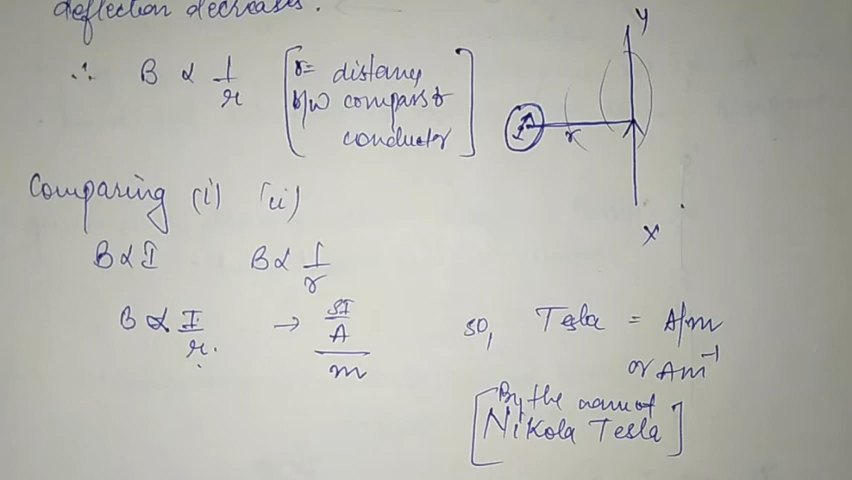 deflection decreases.
∴ B ∝ 1/r [r = distance
b/w compass &
conductor]
Y
r
X
Comparing (i) (ii)
B ∝ I B ∝ 1/r
B ∝ I/r. → SI A/m
so, Tesla = A/m
or Am⁻¹
[By the name of
Nikola Tesla]